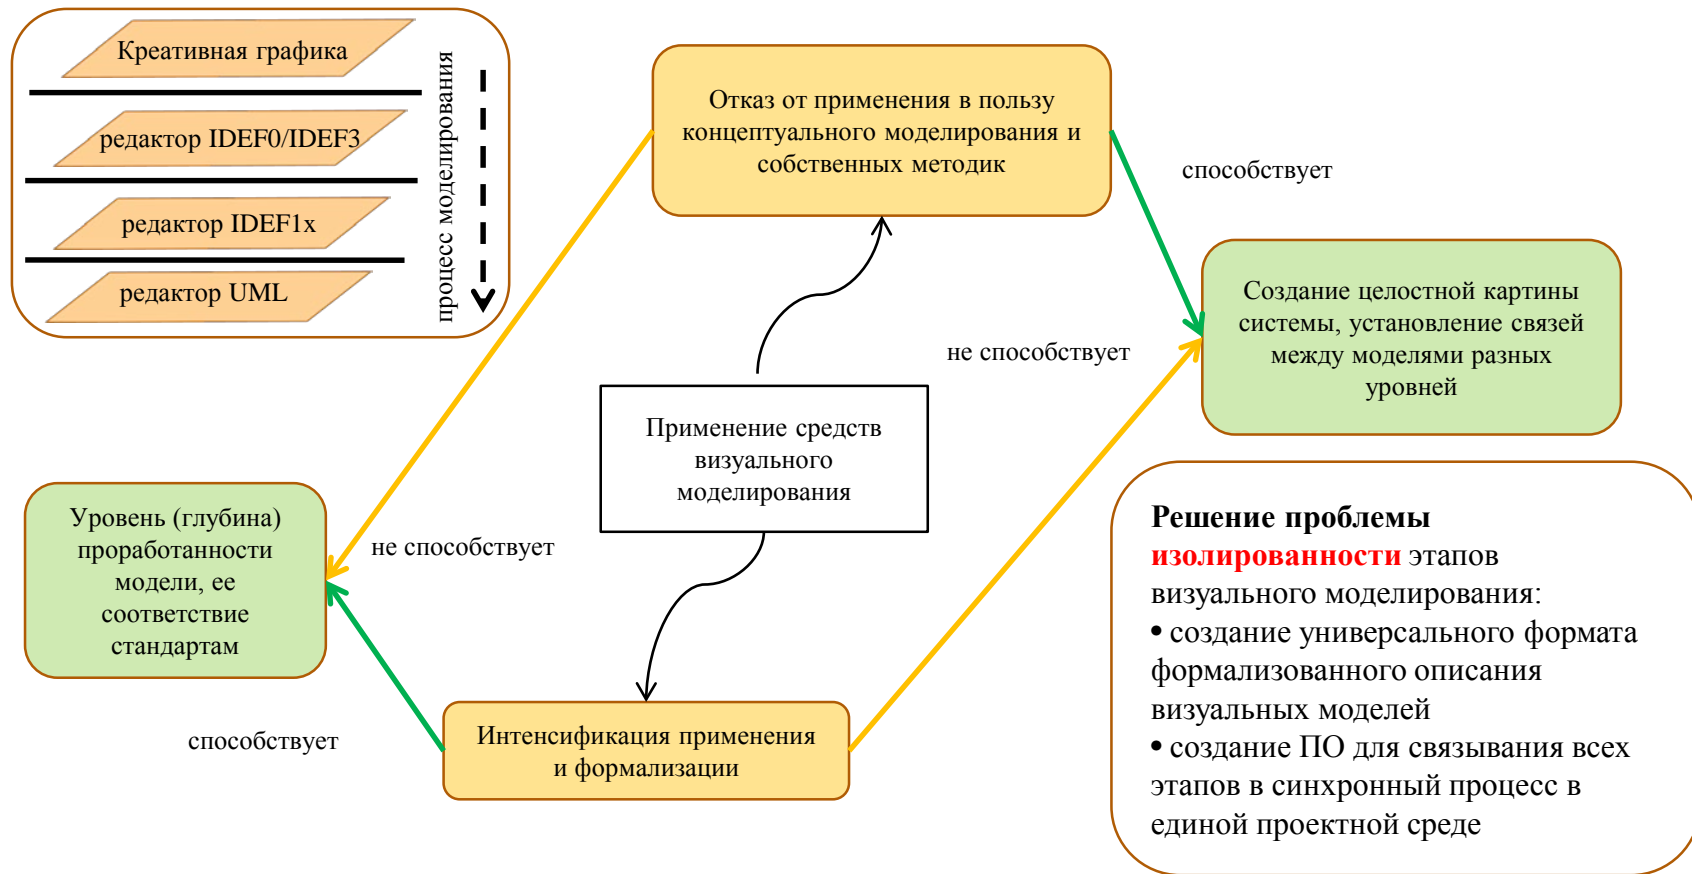 Креативная графика
редактор IDEF0/IDEF3
редактор IDEF1x
редактор UML
процесс моделирования
Отказ от применения в пользу
концептуального моделирования и
собственных методик
способствует
Создание целостной картины
системы, установление связей
между моделями разных
уровней
не способствует
Применение средств
визуального
моделирования
Уровень (глубина)
проработанности
модели, ее
соответствие
стандартам
не способствует
способствует
Интенсификация применения
и формализации
Решение проблемы
изолированности этапов
визуального моделирования:
• создание универсального формата
формализованного описания
визуальных моделей
• создание ПО для связывания всех
этапов в синхронный процесс в
единой проектной среде